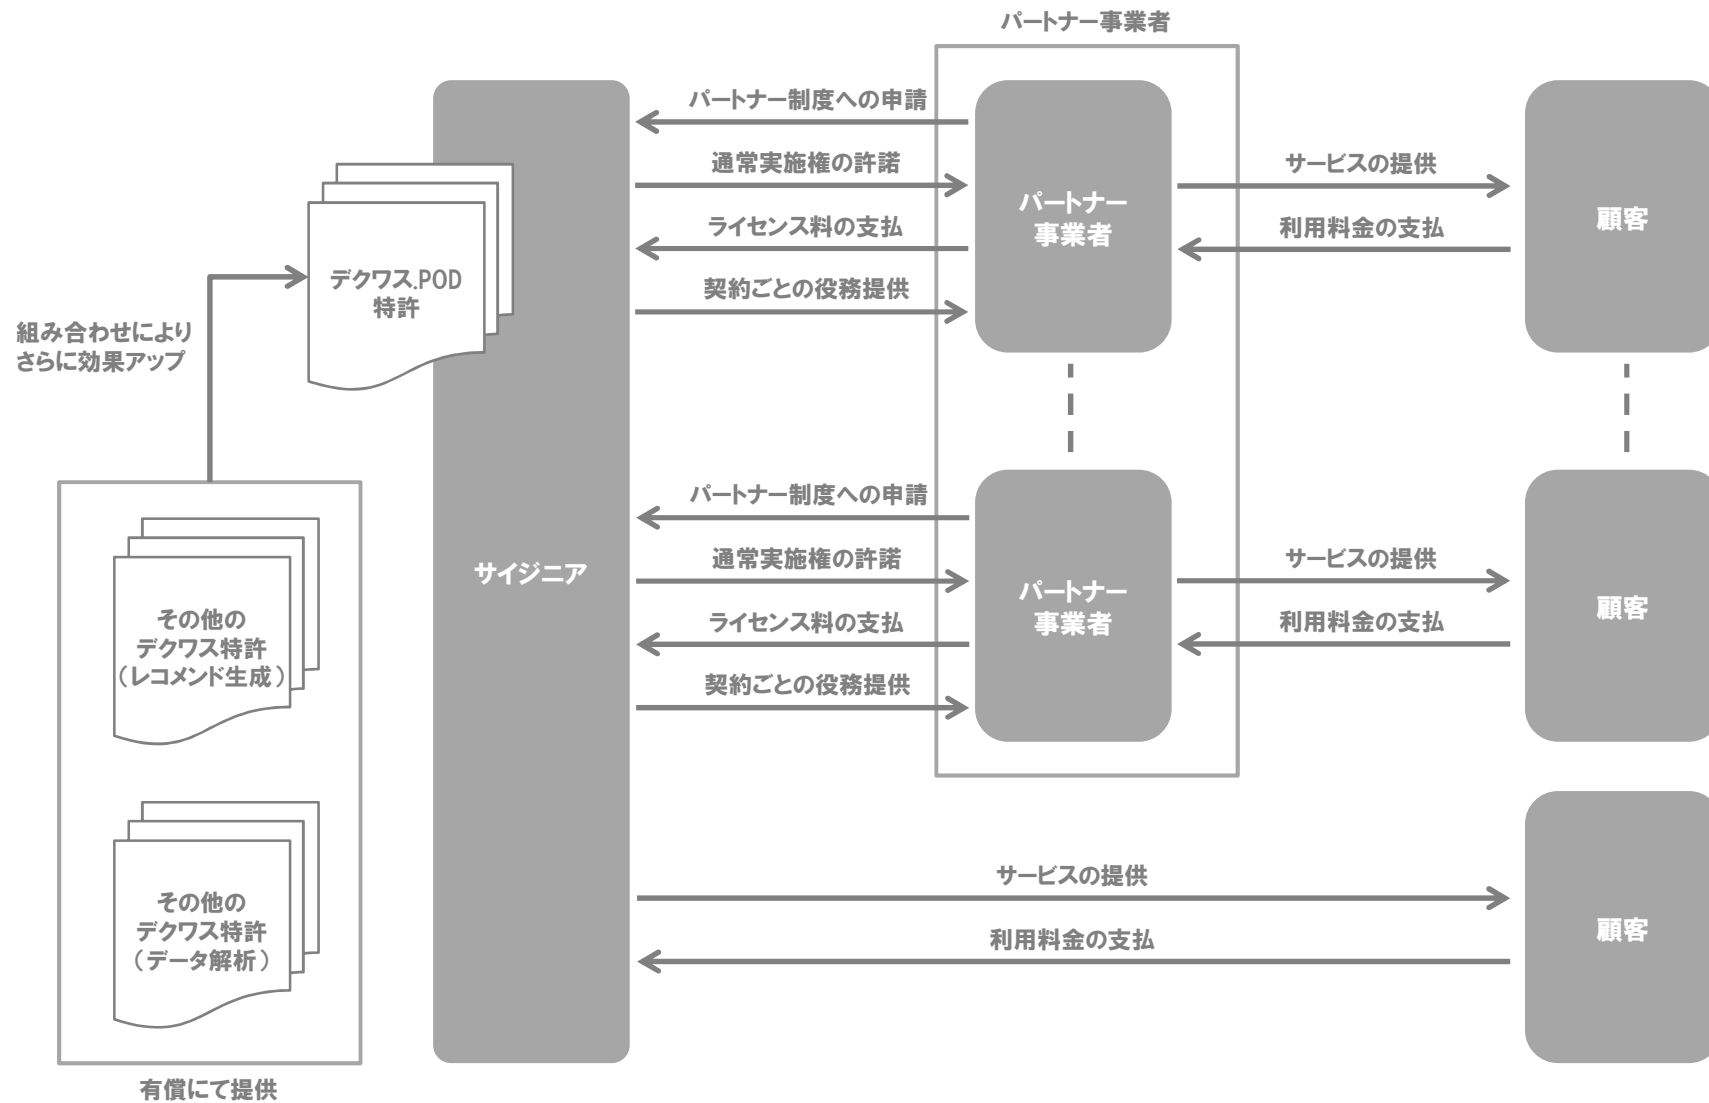 パートナー事業者
パートナー制度への申請
通常実施権の許諾
ライセンス料の支払
契約ごとの役務提供
パートナー
事業者
サービスの提供
利用料金の支払
顧客
デクワス.POD
特許
組み合わせにより
さらに効果アップ
サイジニア
パートナー制度への申請
通常実施権の許諾
ライセンス料の支払
契約ごとの役務提供
パートナー
事業者
サービスの提供
利用料金の支払
顧客
その他の
デクワス特許
（レコメンド生成）
その他の
デクワス特許
（データ解析）
サービスの提供
利用料金の支払
顧客
有償にて提供